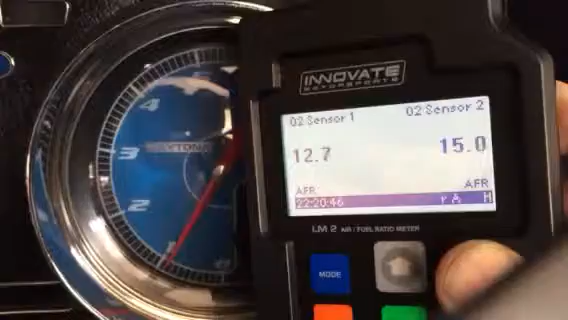 INNOVATE
MOTORSPORTS
O2 Sensor 1
O2 Sensor 2
12.7
15.0
AFR
AFR
22:20:46
LM-2 AIR / FUEL RATIO METER
MODE
DAYTONA
4
3
2
1